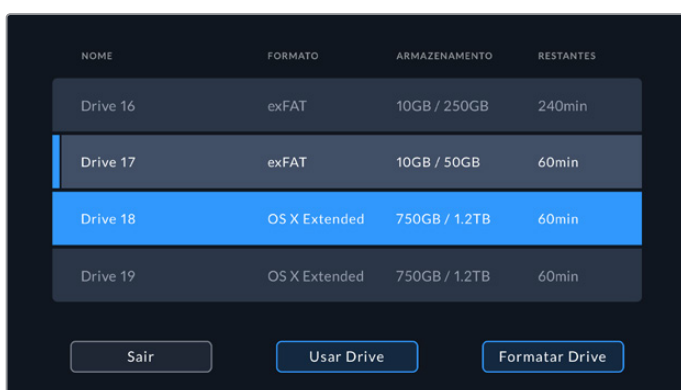 NOME FORMATO ARMAZENAMENTO RESTANTES
Drive 16 exFAT 10GB / 250GB 240min
Drive 17 exFAT 10GB / 50GB 60min
Drive 18 OS X Extended 750GB / 1.2TB 60min
Drive 19 OS X Extended 750GB / 1.2TB 60min
Sair Usar Drive Formatar Drive